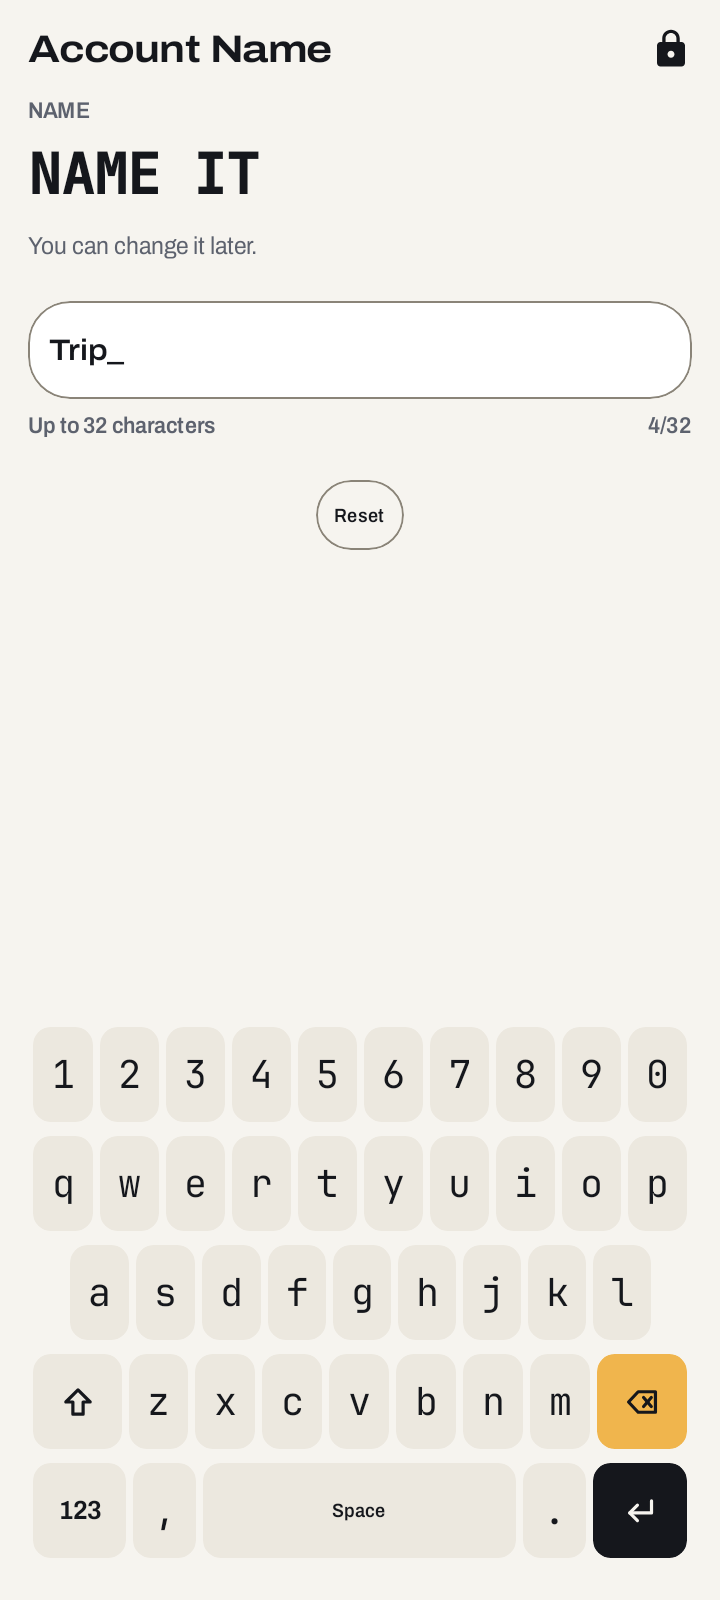 Account Name
NAME
NAME IT
You can change it later.
Trip_
Up to 32 characters 4/32
Reset
1 2 3 4 5 6 7 8 9 0
q w e r t y u i o p
a s d f g h j k l
z x c v b n m
123 , Space .